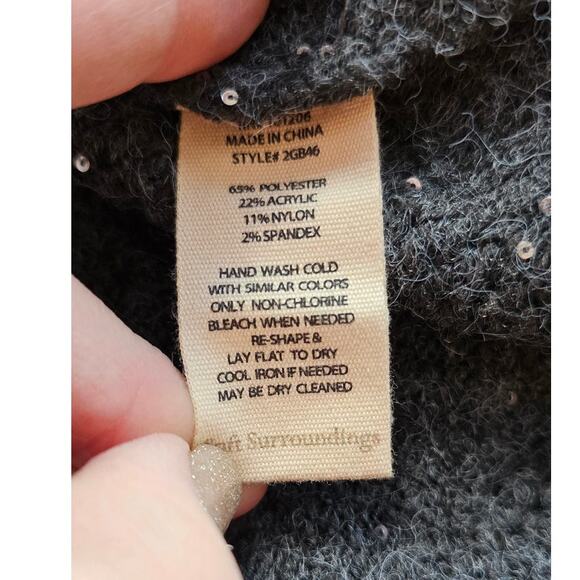 MADE IN CHINA
STYLE# 2GB46
65% POLYESTER
22% ACRYLIC
11% NYLON
2% SPANDEX
HAND WASH COLD
WITH SIMILAR COLORS
ONLY NON-CHLORINE
BLEACH WHEN NEEDED
RE-SHAPE &
LAY FLAT TO DRY
COOL IRON IF NEEDED
MAY BE DRY CLEANED
Soft Surroundings